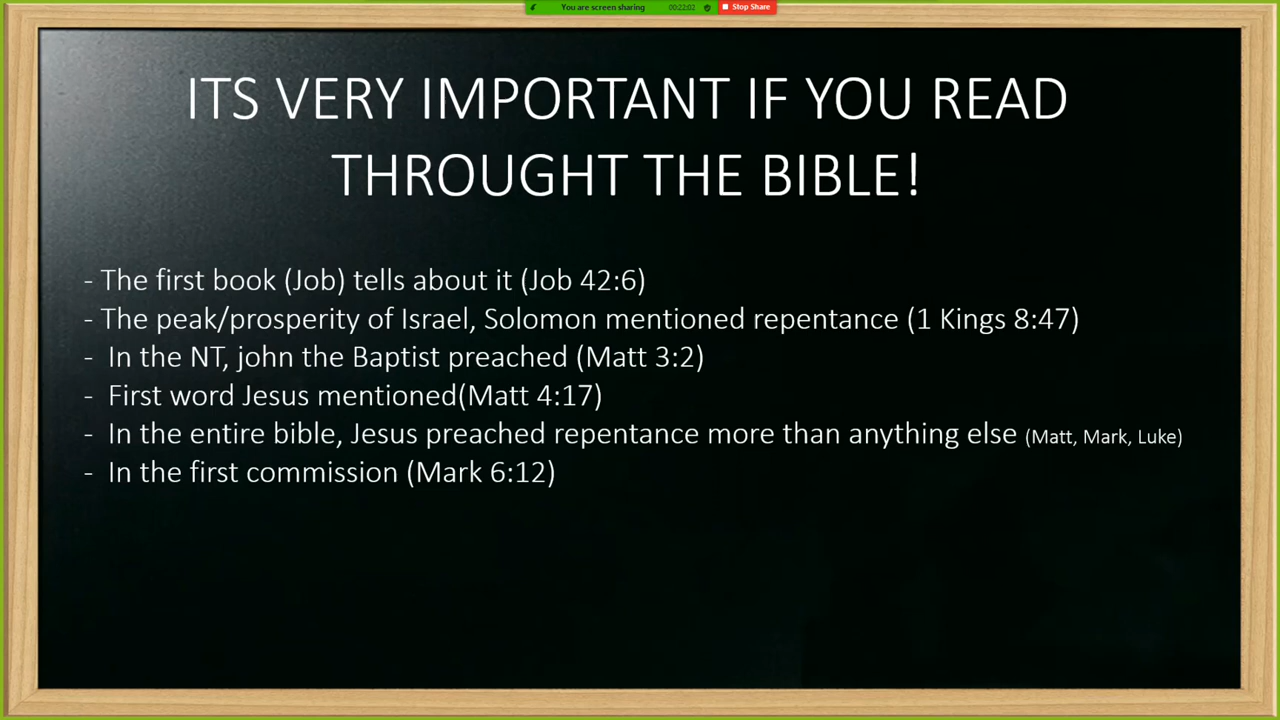 You are screen sharing 00:22:02 Stop Share
ITS VERY IMPORTANT IF YOU READ
THROUGHT THE BIBLE!
- The first book (Job) tells about it (Job 42:6)
- The peak/prosperity of Israel, Solomon mentioned repentance (1 Kings 8:47)
- In the NT, john the Baptist preached (Matt 3:2)
- First word Jesus mentioned(Matt 4:17)
- In the entire bible, Jesus preached repentance more than anything else (Matt, Mark, Luke)
- In the first commission (Mark 6:12)